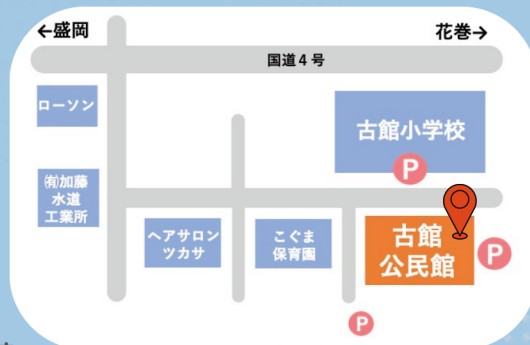 ←盛岡
花巻→
国道4号
ローソン
古館小学校
P
㈲加藤
水道
工業所
ヘアサロン
ツカサ
こぐま
保育園
古館
公民館
P
P